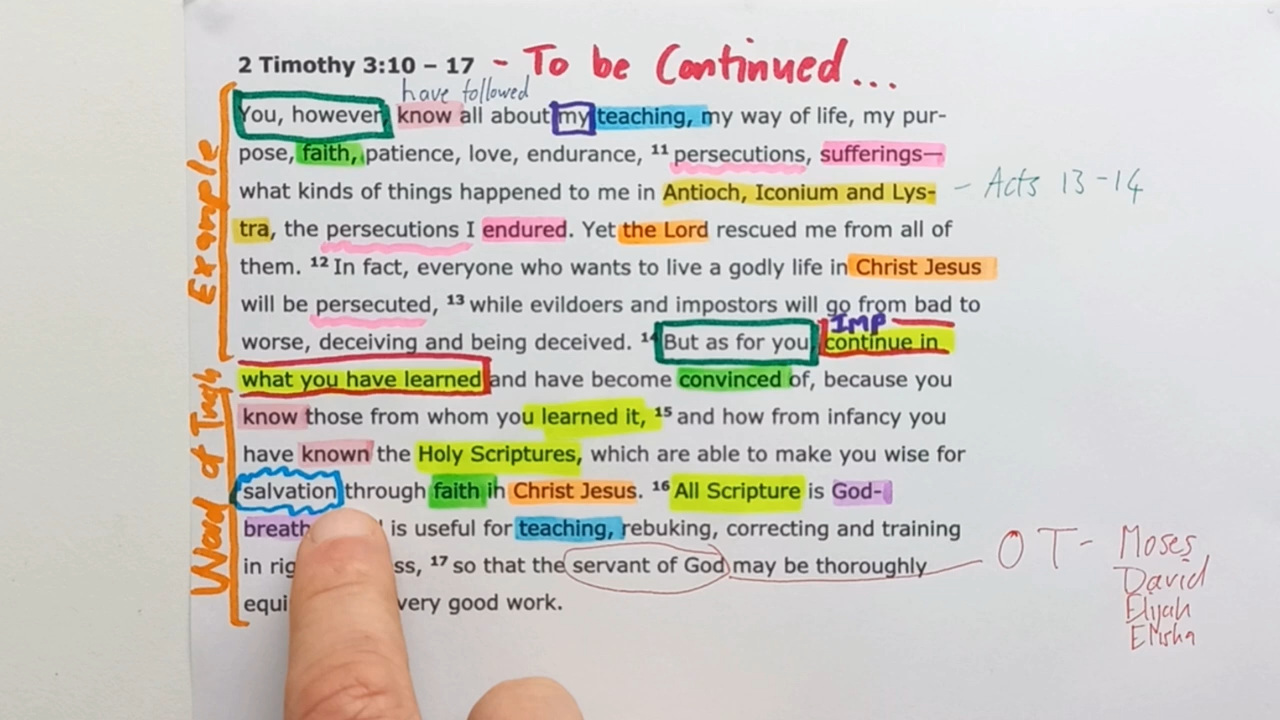 2 Timothy 3:10 – 17 - To be Continued...
have followed
You, however, know all about my teaching, my way of life, my pur-
pose, faith, patience, love, endurance, 11 persecutions, sufferings—
what kinds of things happened to me in Antioch, Iconium and Lys- - Acts 13-14
tra, the persecutions I endured. Yet the Lord rescued me from all of
them. 12 In fact, everyone who wants to live a godly life in Christ Jesus
will be persecuted, 13 while evildoers and impostors will go from bad to
IMP
worse, deceiving and being deceived. 14 But as for you, continue in
what you have learned and have become convinced of, because you
know those from whom you learned it, 15 and how from infancy you
have known the Holy Scriptures, which are able to make you wise for
salvation through faith in Christ Jesus. 16 All Scripture is God-
breath is useful for teaching, rebuking, correcting and training
in rig ss, 17 so that the servant of God may be thoroughly
equi very good work.
Example
Word of
OT- Moses
David
Elijah
Elisha